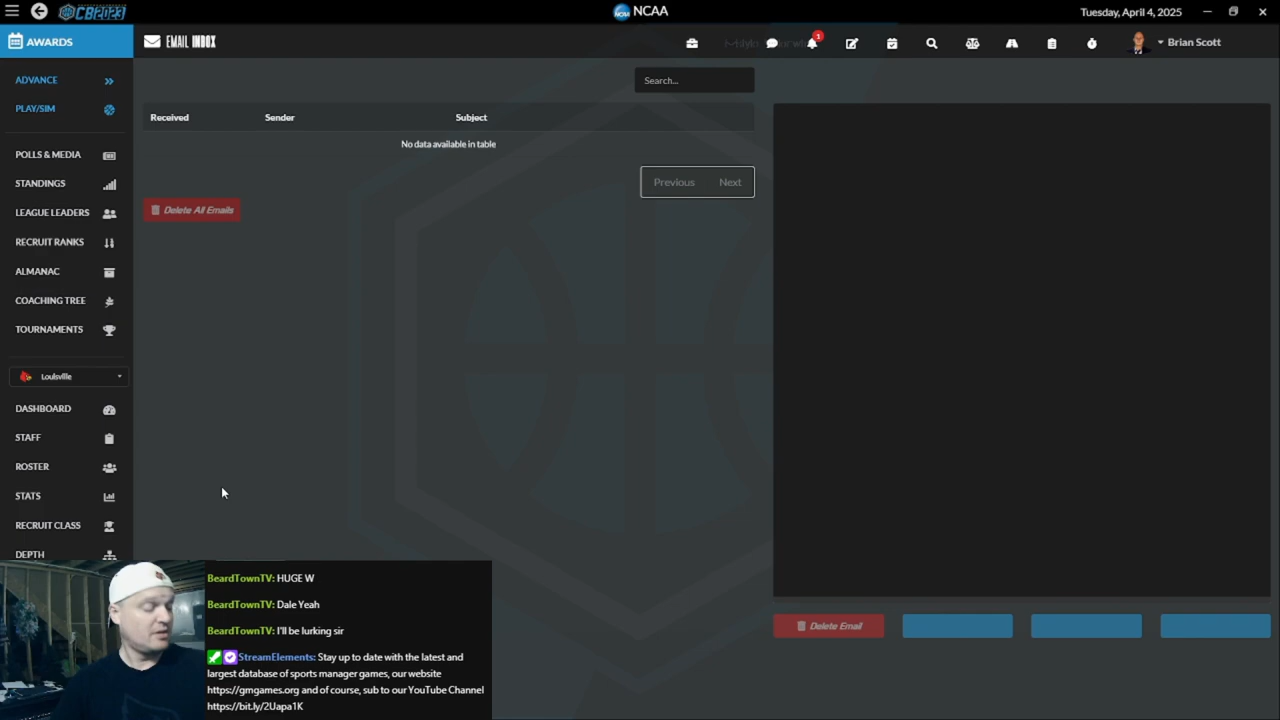 CB2023
NCAA
Tuesday, April 4, 2025
AWARDS
EMAIL INBOX
1
Brian Scott
ADVANCE
PLAY/SIM
POLLS & MEDIA
STANDINGS
LEAGUE LEADERS
RECRUIT RANKS
ALMANAC
COACHING TREE
TOURNAMENTS
Louisville
DASHBOARD
STAFF
ROSTER
STATS
RECRUIT CLASS
DEPTH
Search...
Received Sender Subject
No data available in table
Previous Next
Delete All Emails
Delete Email
BeardTownTV: HUGE W
BeardTownTV: Dale Yeah
BeardTownTV: I'll be lurking sir
StreamElements: Stay up to date with the latest and
largest database of sports manager games, our website
https://gmgames.org and of course, sub to our YouTube Channel
https://bit.ly/2Uapa1K